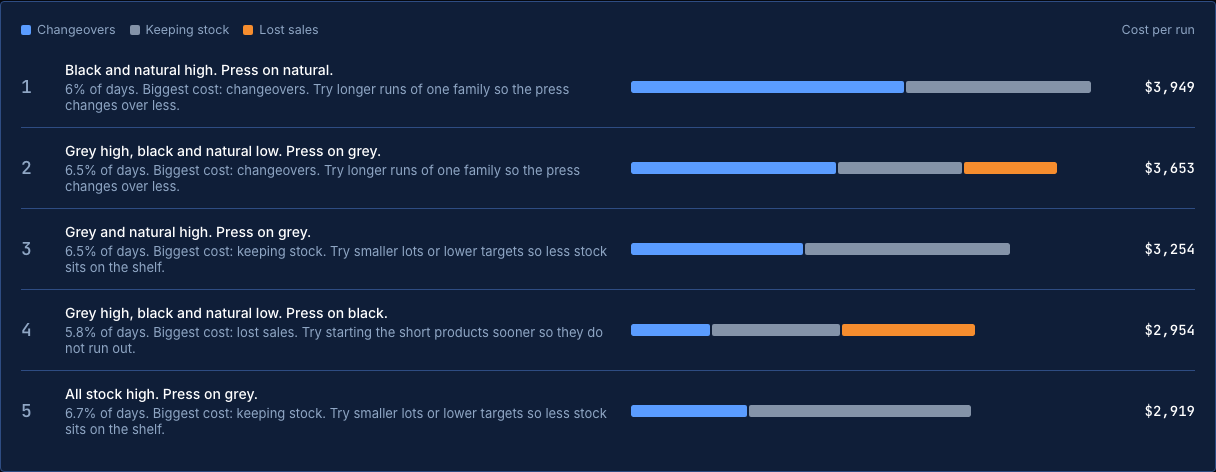 Changeovers Keeping stock Lost sales Cost per run
1
Black and natural high. Press on natural.
6% of days. Biggest cost: changeovers. Try longer runs of one family so the press
changes over less.
$3,949
2
Grey high, black and natural low. Press on grey.
6.5% of days. Biggest cost: changeovers. Try longer runs of one family so the press
changes over less.
$3,653
3
Grey and natural high. Press on grey.
6.5% of days. Biggest cost: keeping stock. Try smaller lots or lower targets so less stock
sits on the shelf.
$3,254
4
Grey high, black and natural low. Press on black.
5.8% of days. Biggest cost: lost sales. Try starting the short products sooner so they do
not run out.
$2,954
5
All stock high. Press on grey.
6.7% of days. Biggest cost: keeping stock. Try smaller lots or lower targets so less stock
sits on the shelf.
$2,919